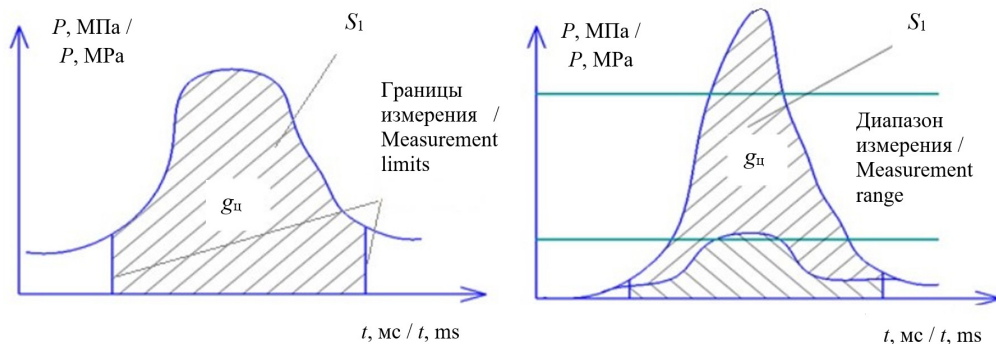 P, МПа /
P, MPa
S₁
Границы
измерения /
Measurement
limits
gц
t, мс / t, ms
P, МПа /
P, MPa
S₁
Диапазон
измерения /
Measurement
range
gц
t, мс / t, ms